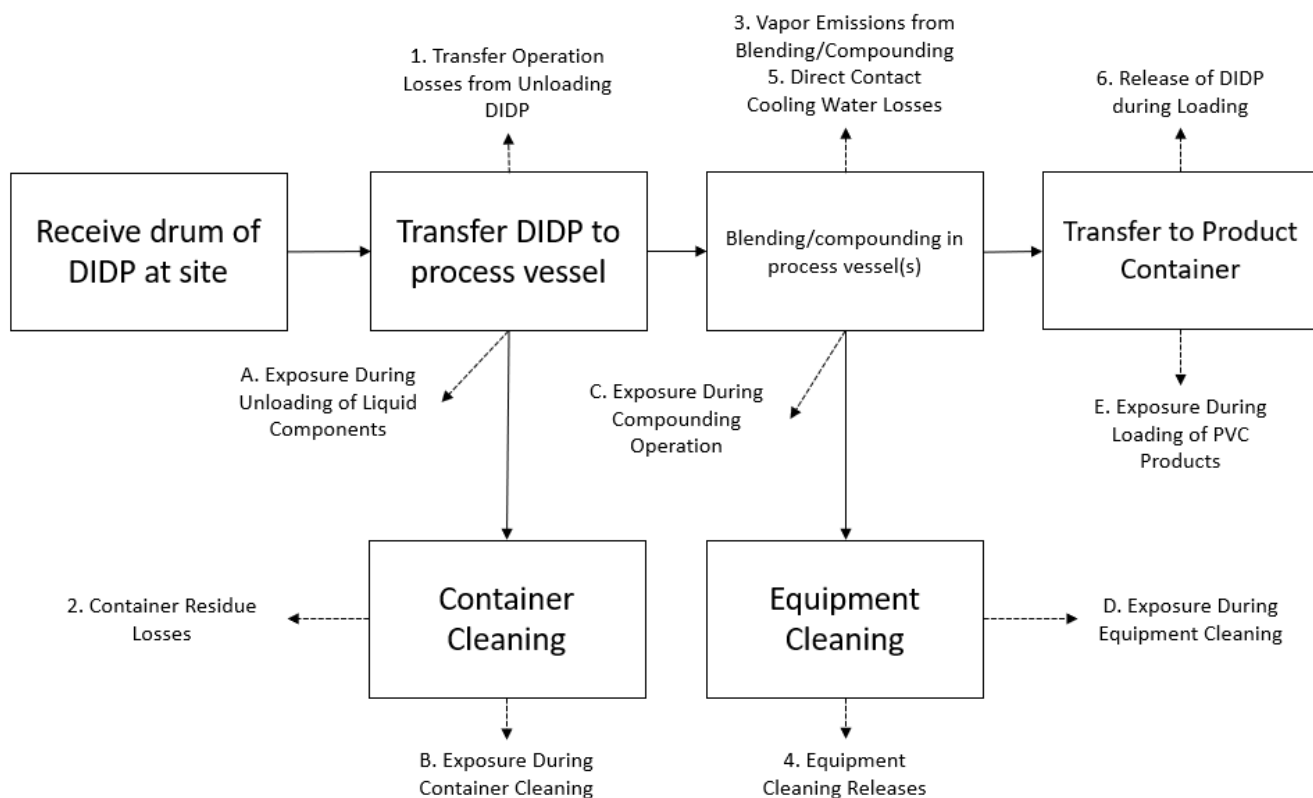 1. Transfer Operation
Losses from Unloading
DIDP
3. Vapor Emissions from
Blending/Compounding
5. Direct Contact
Cooling Water Losses
6. Release of DIDP
during Loading
Receive drum of
DIDP at site
Transfer DIDP to
process vessel
Blending/compounding in
process vessel(s)
Transfer to Product
Container
A. Exposure During
Unloading of Liquid
Components
C. Exposure During
Compounding
Operation
E. Exposure During
Loading of PVC
Products
2. Container Residue
Losses
Container
Cleaning
Equipment
Cleaning
D. Exposure During
Equipment Cleaning
B. Exposure During
Container Cleaning
4. Equipment
Cleaning Releases